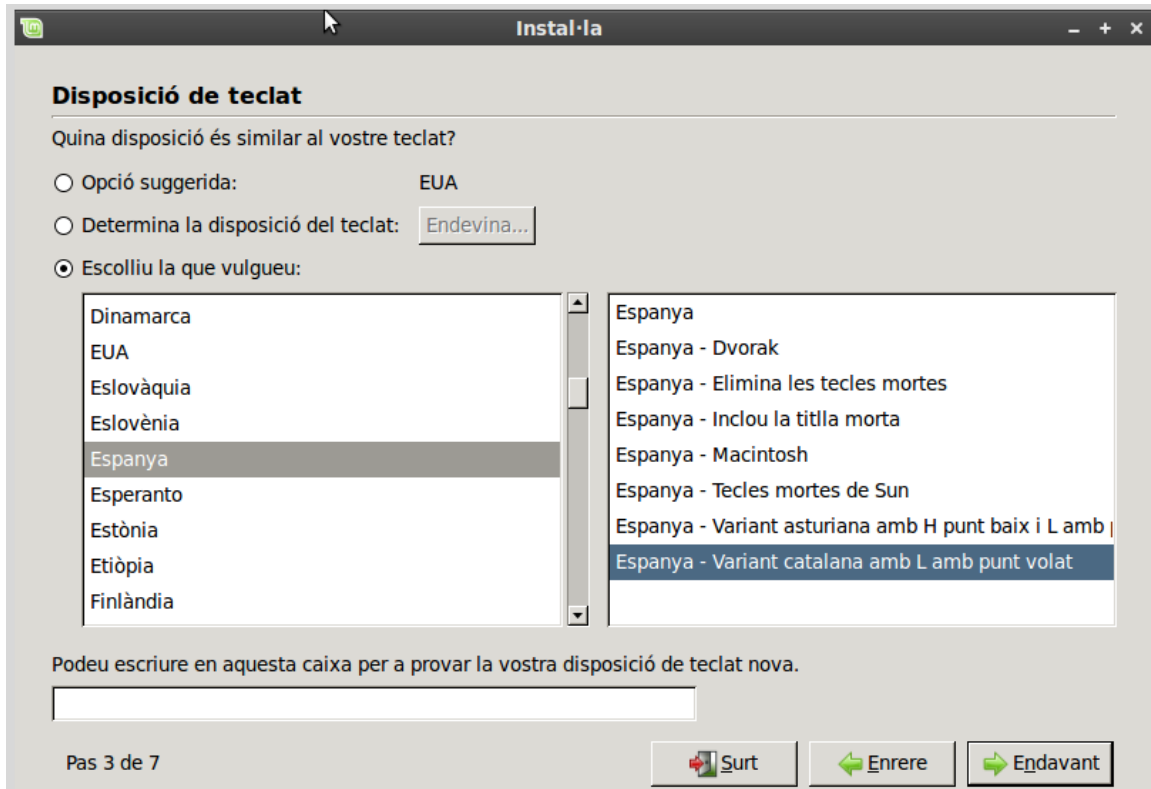 Instal·la
Disposició de teclat
Quina disposició és similar al vostre teclat?
Opció suggerida: EUA
Determina la disposició del teclat: Endevina...
Escolliu la que vulgueu:
Dinamarca
EUA
Eslovàquia
Eslovènia
Espanya
Esperanto
Estònia
Etiòpia
Finlàndia
Espanya
Espanya - Dvorak
Espanya - Elimina les tecles mortes
Espanya - Inclou la titlla morta
Espanya - Macintosh
Espanya - Tecles mortes de Sun
Espanya - Variant asturiana amb H punt baix i L amb
Espanya - Variant catalana amb L amb punt volat
Podeu escriure en aquesta caixa per a provar la vostra disposició de teclat nova.
Pas 3 de 7 Surt Enrere Endavant